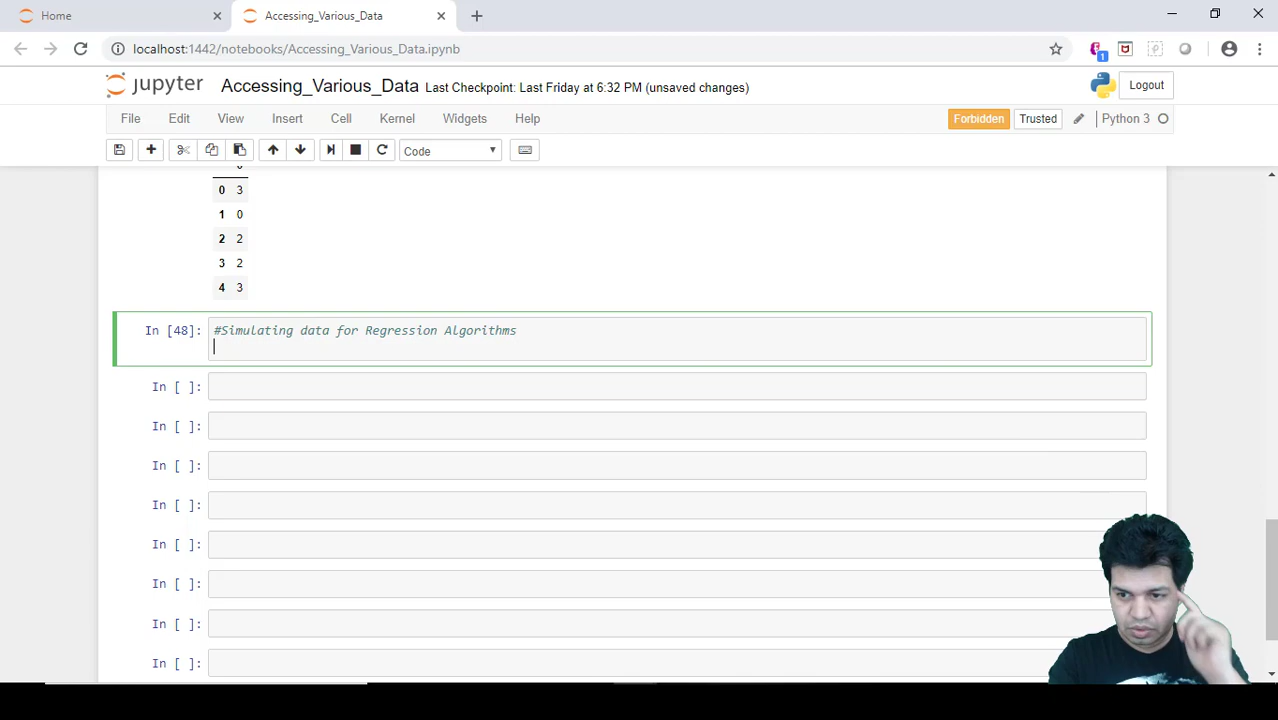 Home
Accessing_Various_Data
localhost:1442/notebooks/Accessing_Various_Data.ipynb
1
jupyter Accessing_Various_Data Last Checkpoint: Last Friday at 6:32 PM (unsaved changes)
Logout
File Edit View Insert Cell Kernel Widgets Help
Forbidden Trusted Python 3
Code
0 3
1 0
2 2
3 2
4 3
In [48]: #Simulating data for Regression Algorithms
In [ ]:
In [ ]:
In [ ]:
In [ ]:
In [ ]:
In [ ]:
In [ ]:
In [ ]: